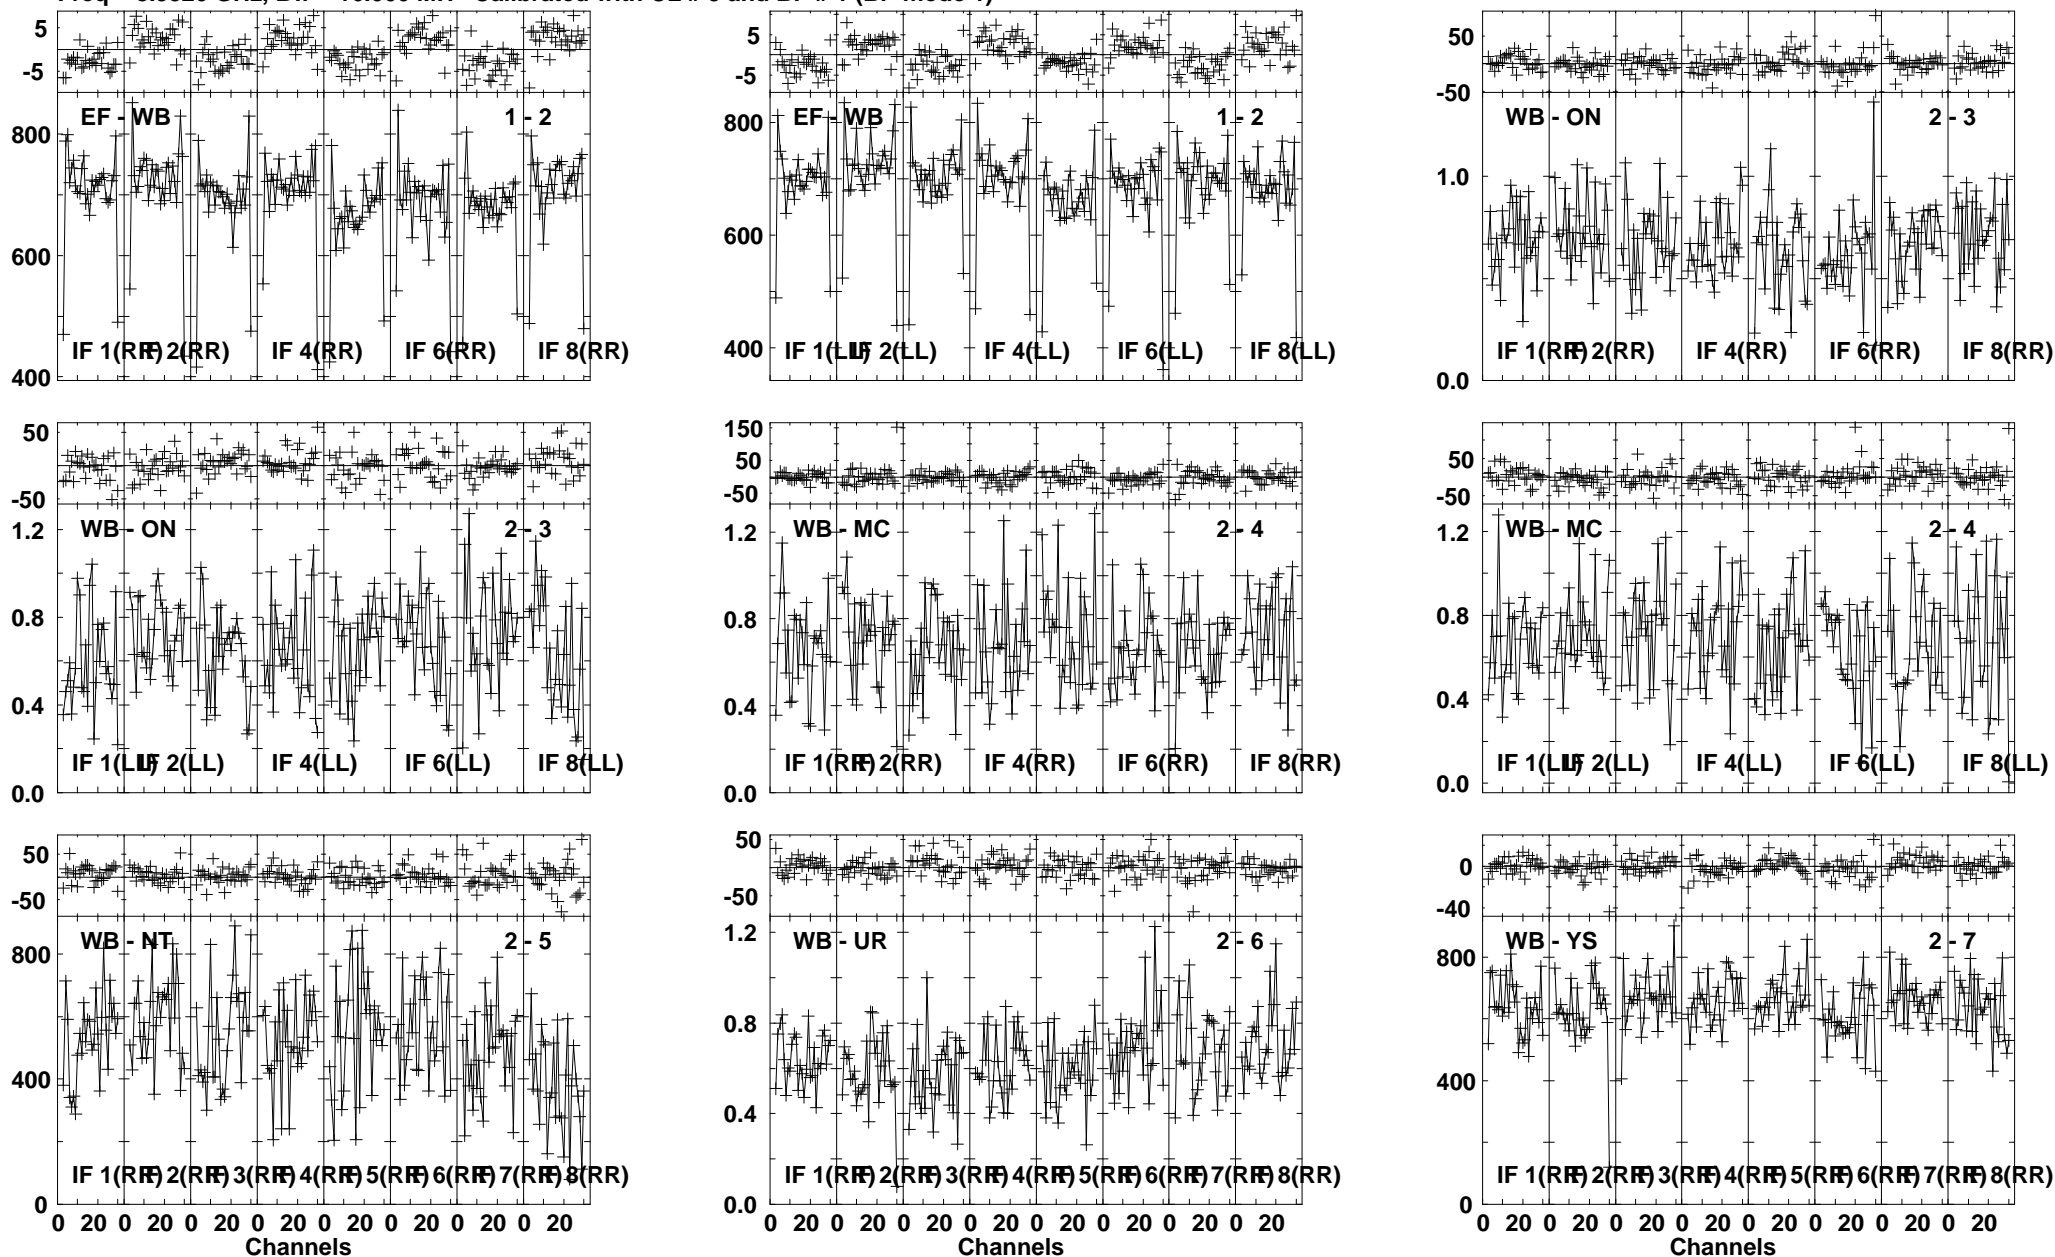 5
-5
800
600
400
EF - WB
1 - 2
IF 1(RR)
IF 2(RR)
IF 4(RR)
IF 6(RR)
IF 8(RR)
5
-5
800
600
400
EF - WB
1 - 2
IF 1(LL)
IF 2(LL)
IF 4(LL)
IF 6(LL)
IF 8(LL)
50
-50
1.0
0.0
WB - ON
2 - 3
IF 1(RR)
IF 2(RR)
IF 4(RR)
IF 6(RR)
IF 8(RR)
50
-50
1.2
0.8
0.4
0.0
WB - ON
2 - 3
IF 1(LL)
IF 2(LL)
IF 4(LL)
IF 6(LL)
IF 8(LL)
150
50
-50
1.2
0.8
0.4
0.0
WB - MC
2 - 4
IF 1(RR)
IF 2(RR)
IF 4(RR)
IF 6(RR)
IF 8(RR)
50
-50
1.2
0.8
0.4
0.0
WB - MC
2 - 4
IF 1(LL)
IF 2(LL)
IF 4(LL)
IF 6(LL)
IF 8(LL)
50
-50
800
400
0
WB - NT
2 - 5
IF 1(RR)
IF 2(RR)
IF 3(RR)
IF 4(RR)
IF 5(RR)
IF 6(RR)
IF 7(RR)
IF 8(RR)
0 20 0 20 0 20 0 20 0 20 0 20 0 20 0 20
Channels
50
-50
1.2
0.8
0.4
0.0
WB - UR
2 - 6
IF 1(RR)
IF 2(RR)
IF 3(RR)
IF 4(RR)
IF 5(RR)
IF 6(RR)
IF 7(RR)
IF 8(RR)
0 20 0 20 0 20 0 20 0 20 0 20 0 20 0 20
Channels
0
-40
800
400
0
WB - YS
2 - 7
IF 1(RR)
IF 2(RR)
IF 3(RR)
IF 4(RR)
IF 5(RR)
IF 6(RR)
IF 7(RR)
IF 8(RR)
0 20 0 20 0 20 0 20 0 20 0 20 0 20 0 20
Channels